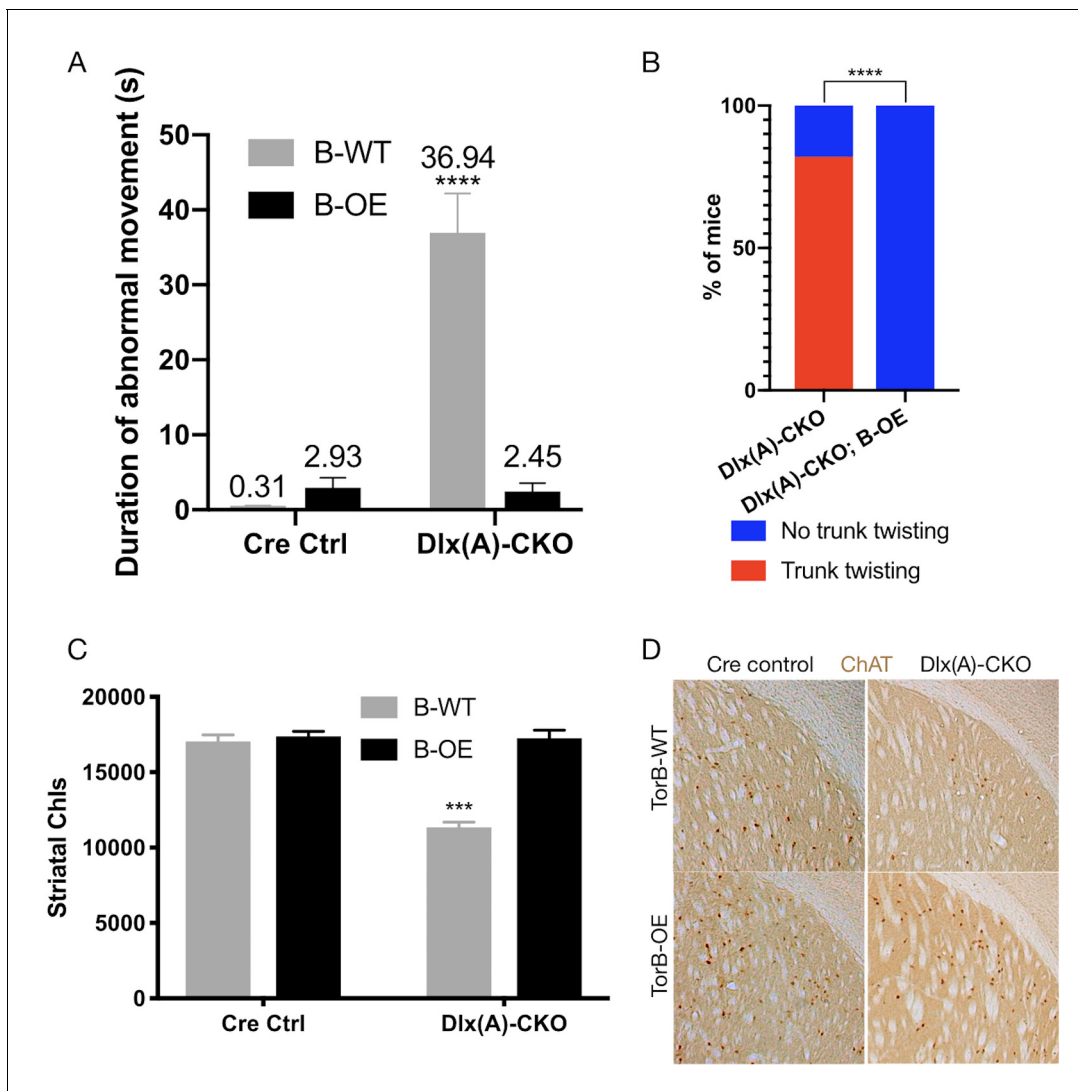 A
Duration of abnormal movement (s)
50
40
30
20
10
0
B-WT
B-OE
36.94
****
0.31
2.93
2.45
Cre Ctrl
Dlx(A)-CKO
B
****
% of mice
100
50
0
Dlx(A)-CKO
Dlx(A)-CKO; B-OE
No trunk twisting
Trunk twisting
C
Striatal ChIs
20000
15000
10000
5000
0
B-WT
B-OE
***
Cre Ctrl
Dlx(A)-CKO
D
Cre control ChAT Dlx(A)-CKO
TorB-WT
TorB-OE